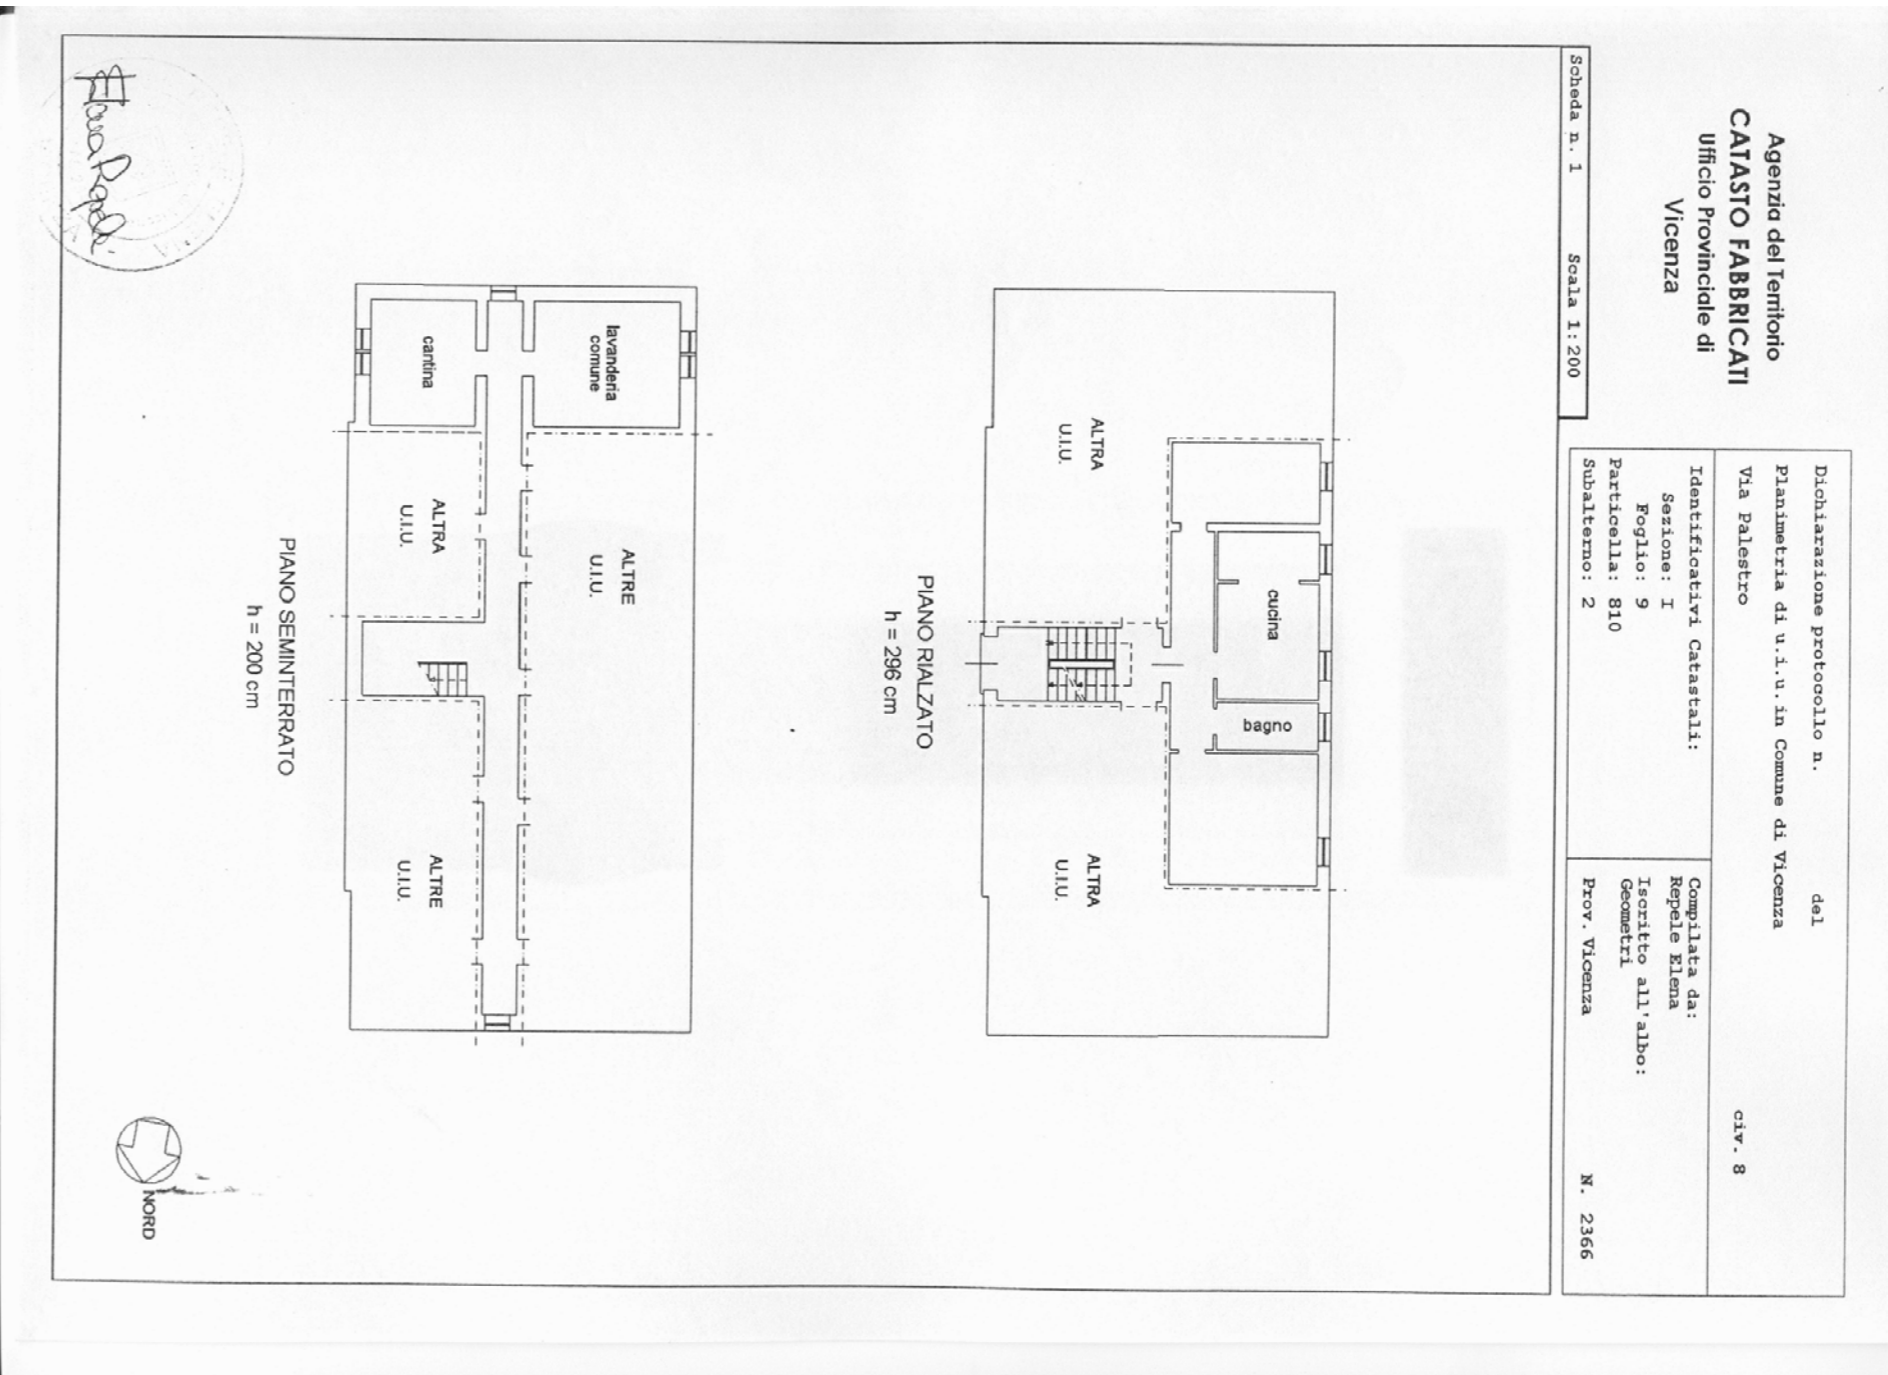 Agenzia del Territorio
CATASTO FABBRICATI
Ufficio Provinciale di
Vicenza
Dichiarazione protocollo n. del
Planimetria di u.i.u. in Comune di Vicenza
Via Palestro civ. 8
Identificativi Catastali:
Sezione: I
Foglio: 9
Particella: 810
Subalterno: 2
Compilata da:
Repele Elena
Iscritto all'albo:
Geometri
Prov. Vicenza N. 2366
Scheda n. 1 Scala 1:200
cucina
bagno
ALTRA
U.I.U.
ALTRA
U.I.U.
PIANO RIALZATO
h = 296 cm
lavanderia
comune
cantina
ALTRE
U.I.U.
ALTRA
U.I.U.
ALTRE
U.I.U.
PIANO SEMINTERRATO
h = 200 cm
NORD